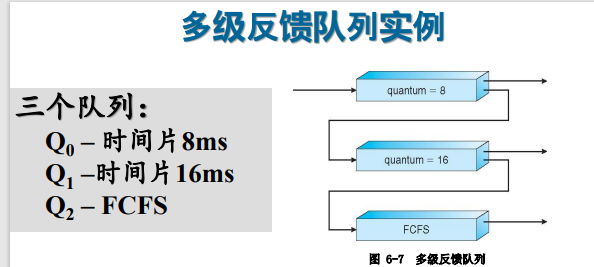 多级反馈队列实例
三个队列：
Q0 – 时间片8ms
Q1 –时间片16ms
Q2 – FCFS
quantum = 8
quantum = 16
FCFS
图 6-7 多级反馈队列